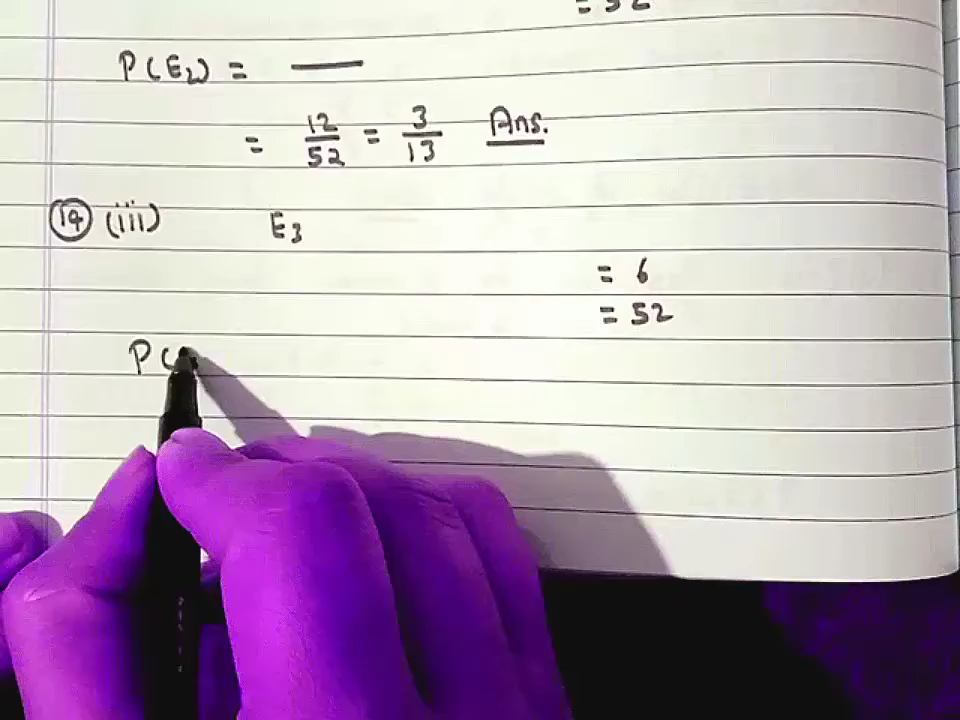 = 52
P(E₂) = ———
= 12/52 = 3/13 Ans.
14 (iii) E₃
= 6
= 52
P(